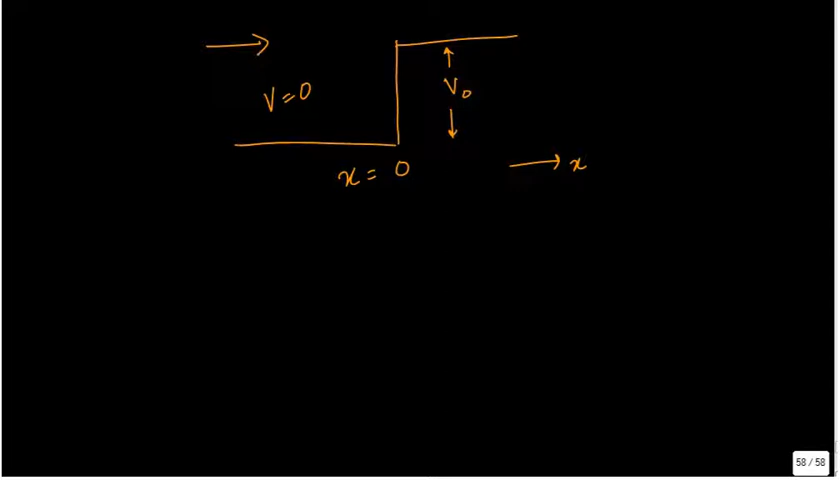 V = 0
V₀
x = 0
x
58 / 58